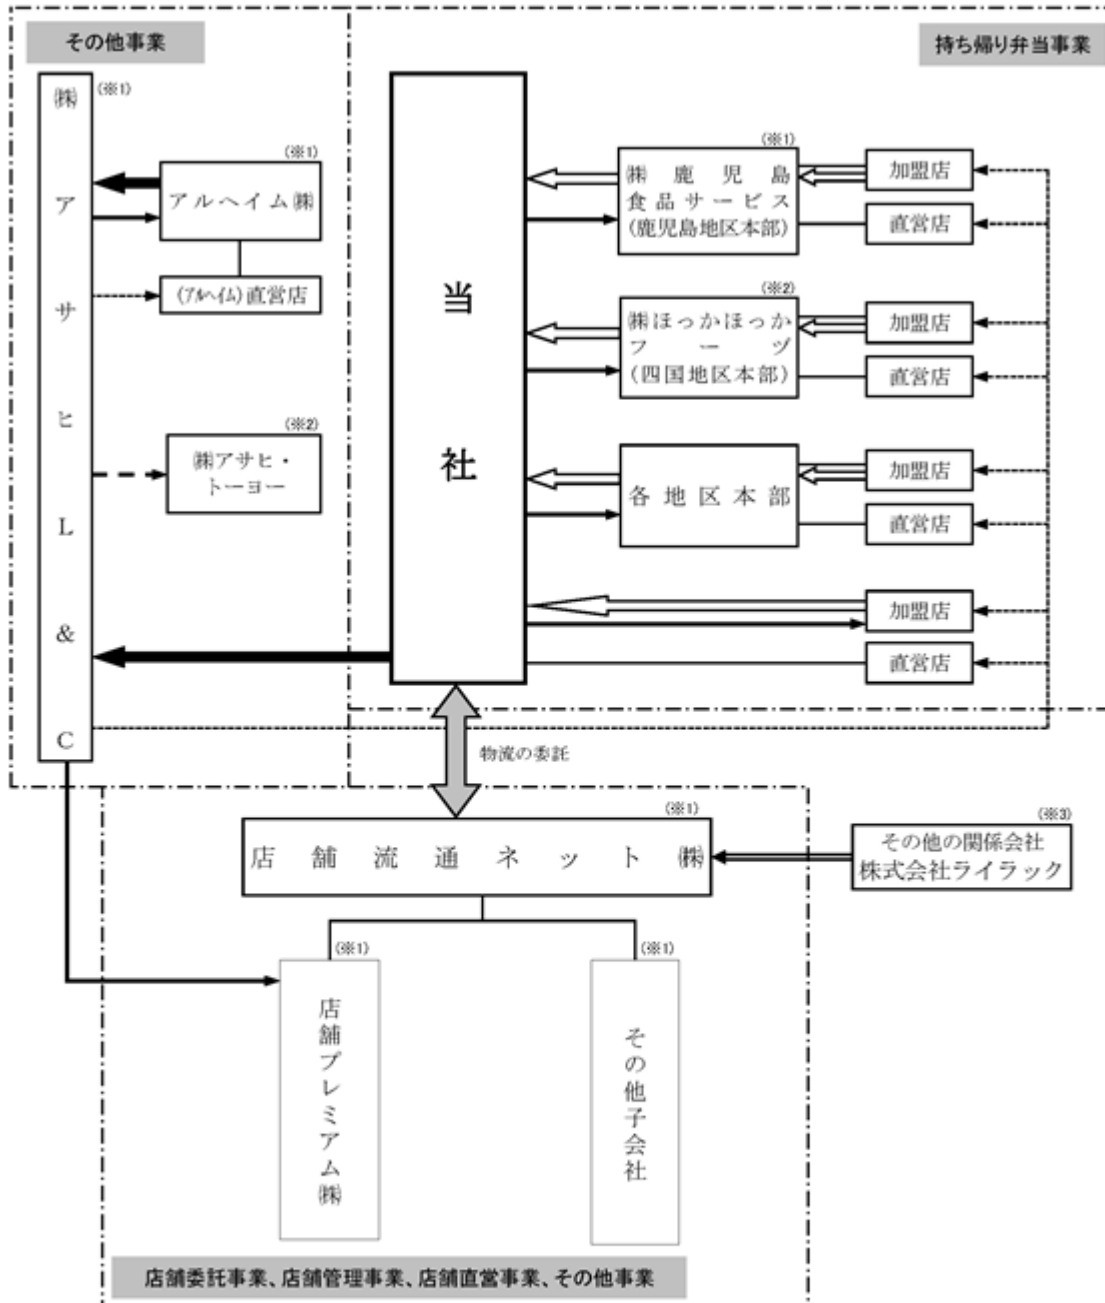 その他事業
持ち帰り弁当事業
(※1)
㈱アサヒL&C
(※1)
アルヘイム㈱
(アルヘイム)直営店
(※2)
㈱アサヒ・
トーヨー
当社
(※1)
㈱鹿児島
食品サービス
(鹿児島地区本部)
加盟店
直営店
(※2)
㈱ほっかほっか
フーヅ
(四国地区本部)
加盟店
直営店
各地区本部
加盟店
直営店
加盟店
直営店
物流の委託
(※1)
店舗流通ネット㈱
(※3)
その他の関係会社
株式会社ライラック
(※1)
店舗プレミアム㈱
(※1)
その他子会社
店舗委託事業、店舗管理事業、店舗直営事業、その他事業